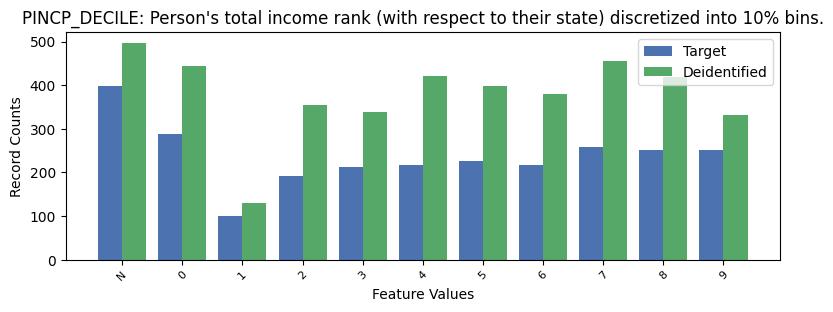 PINCP_DECILE: Person's total income rank (with respect to their state) discretized into 10% bins.
500
400
300
200
100
0
Record Counts
Target
Deidentified
N 0 1 2 3 4 5 6 7 8 9
Feature Values